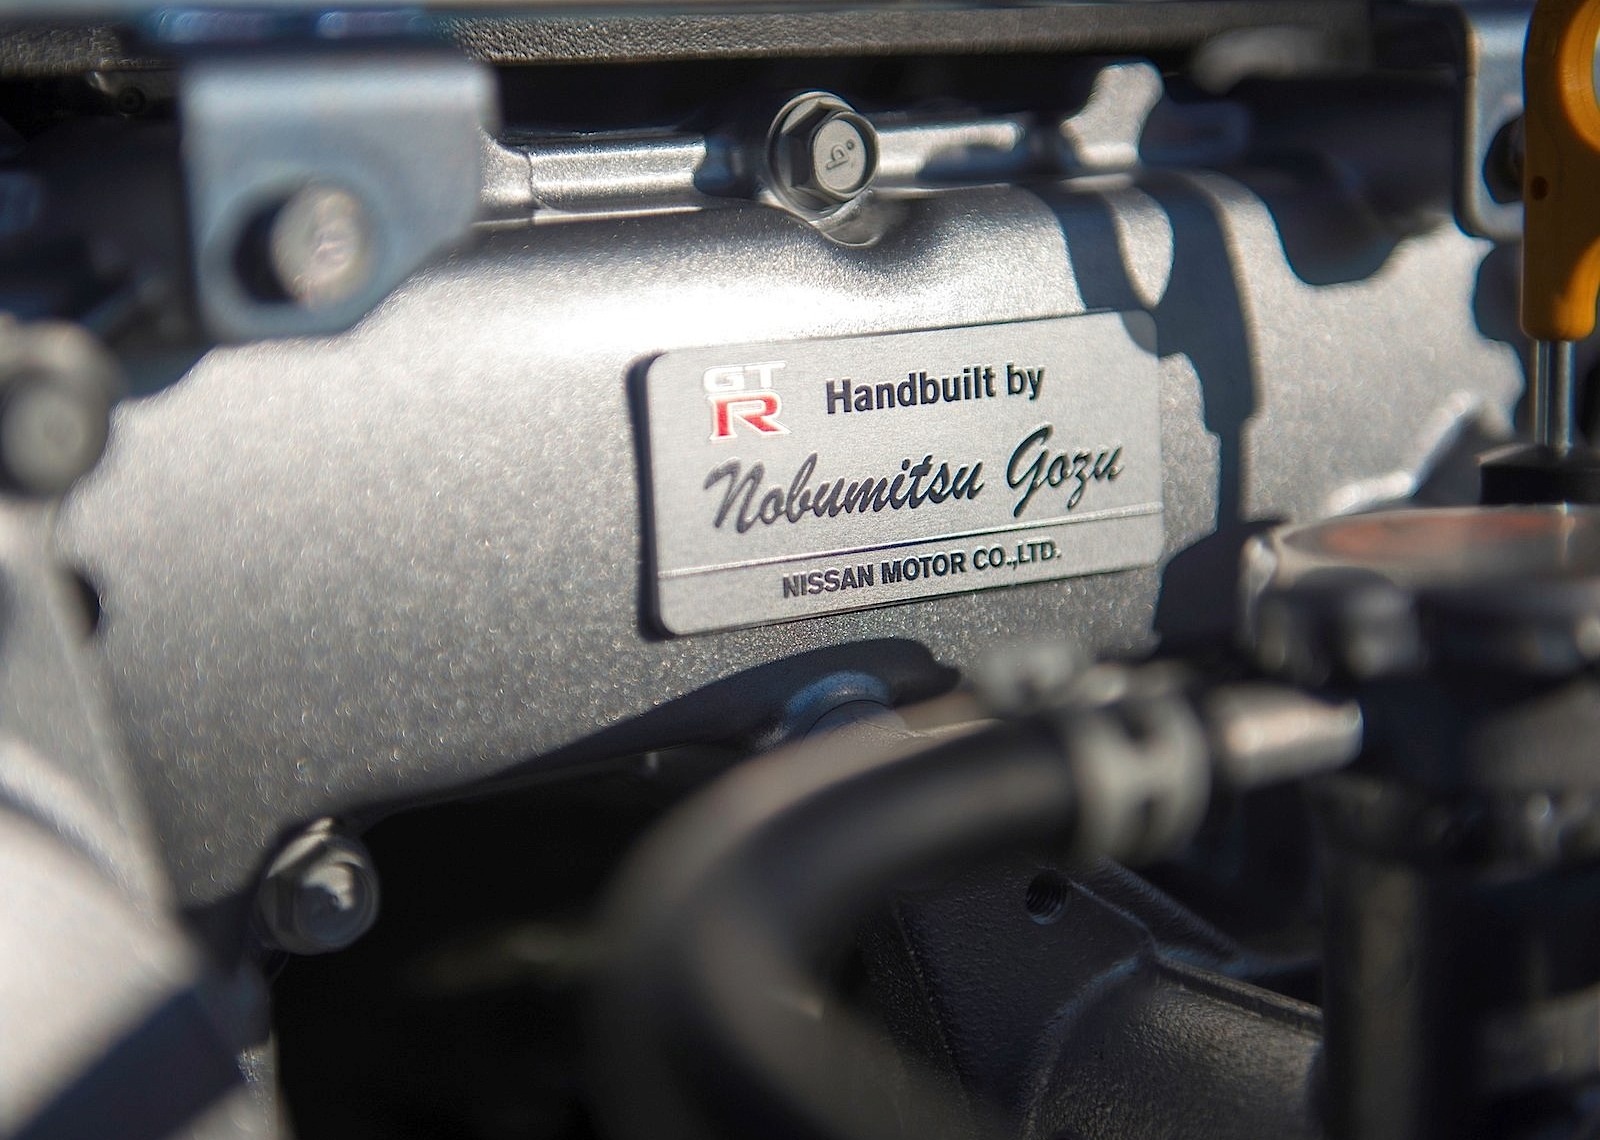 GT
R
Handbuilt by
Nobumitsu Gozu
NISSAN MOTOR CO.,LTD.